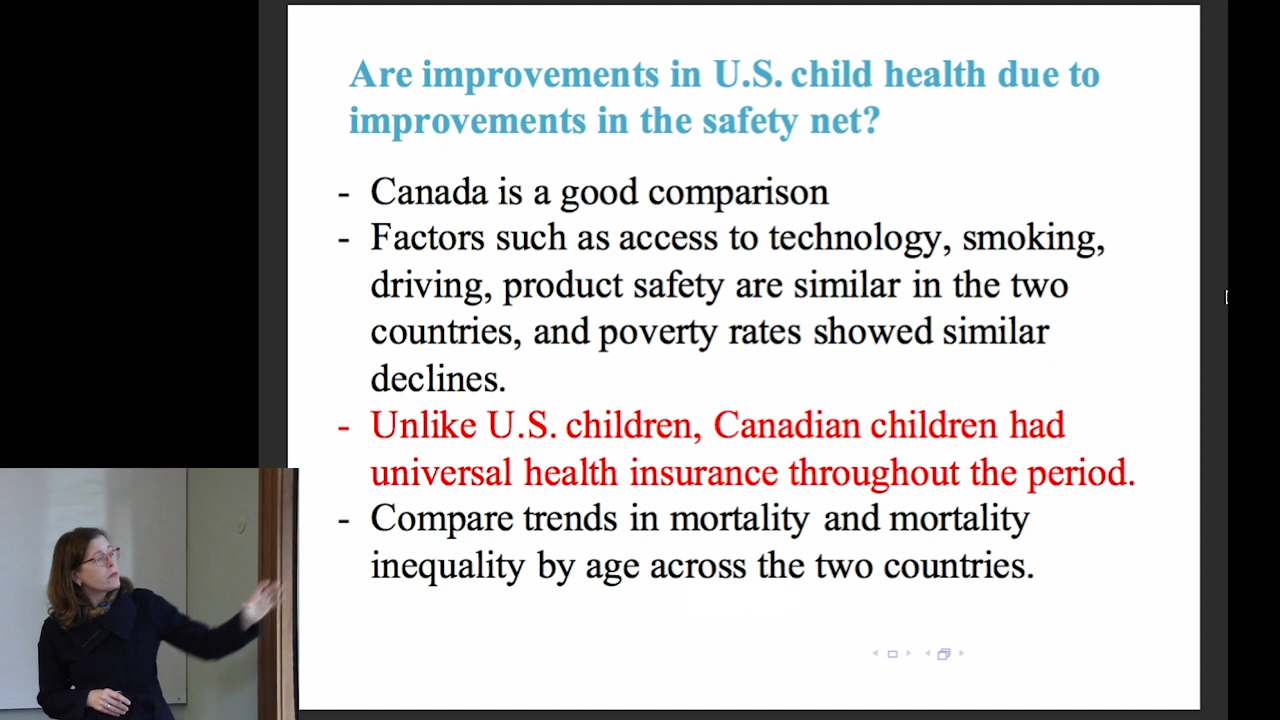 Are improvements in U.S. child health due to
improvements in the safety net?
- Canada is a good comparison
- Factors such as access to technology, smoking,
driving, product safety are similar in the two
countries, and poverty rates showed similar
declines.
- Unlike U.S. children, Canadian children had
universal health insurance throughout the period.
- Compare trends in mortality and mortality
inequality by age across the two countries.